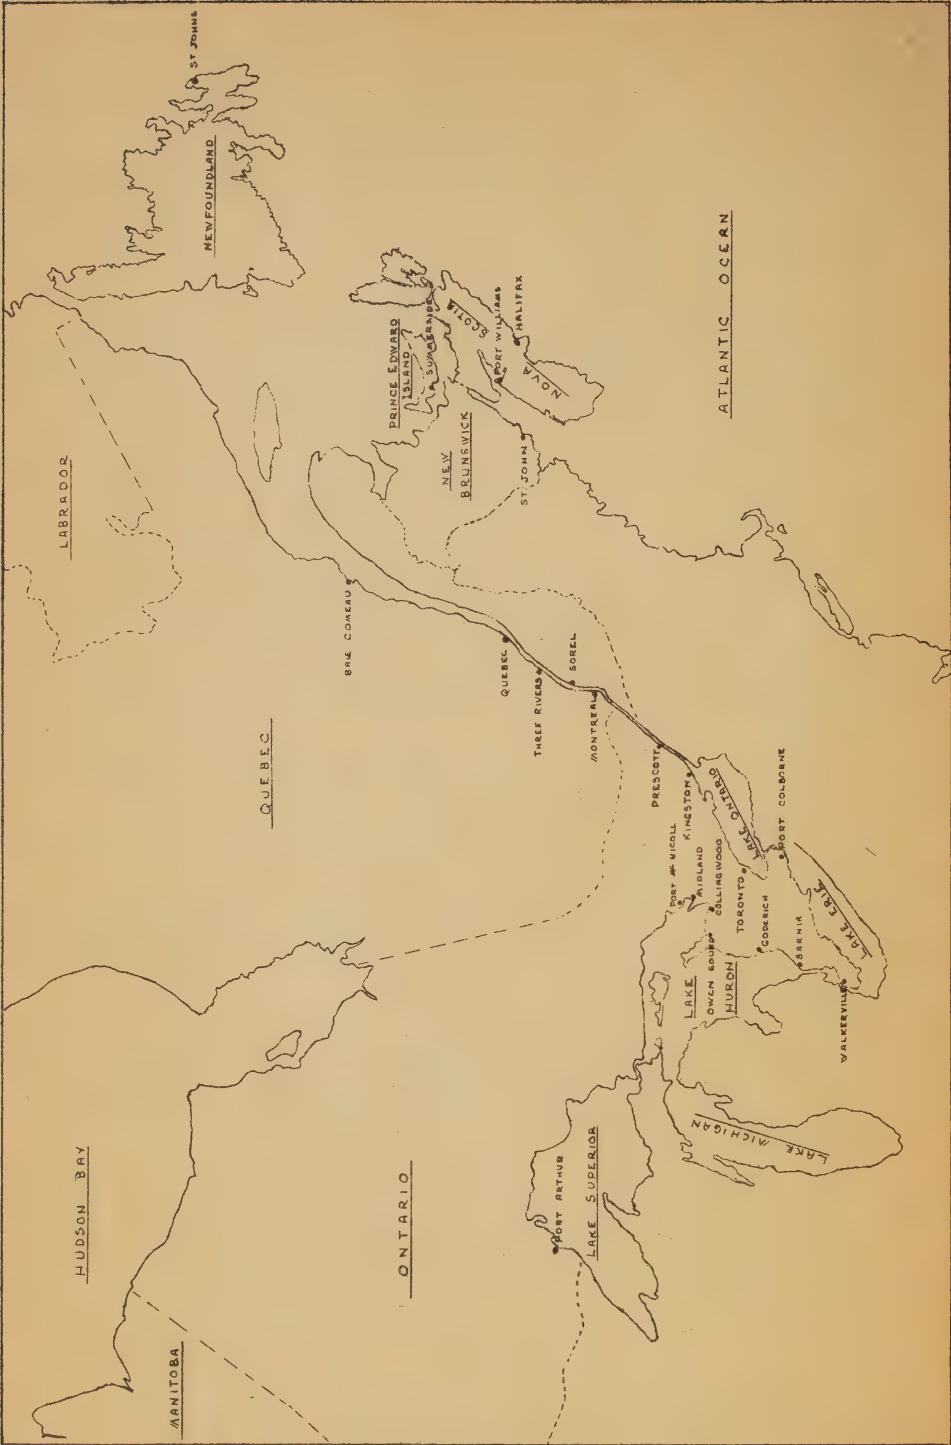 HUDSON BAY
MANITOBA
ONTARIO
QUEBEC
LABRADOR
NEWFOUNDLAND
ST JOHNS
BAIE COMEAU
QUEBEC
THREE RIVERS
SOREL
MONTREAL
PRESCOTT
KINGSTON
PRINCE EDWARD
ISLAND
SUMMERSIDE
NEW
BRUNSWICK
ST. JOHN
NOVA
SCOTIA
PORT WILLIAMS
HALIFAX
ATLANTIC OCEAN
PORT ARTHUR
LAKE SUPERIOR
LAKE
MICHIGAN
LAKE
HURON
OWEN SOUND
PORT Mc NICOLL
MIDLAND
COLLINGWOOD
TORONTO
GODERICH
SARNIA
WALKERVILLE
LAKE ONTARIO
PORT COLBORNE
LAKE ERIE